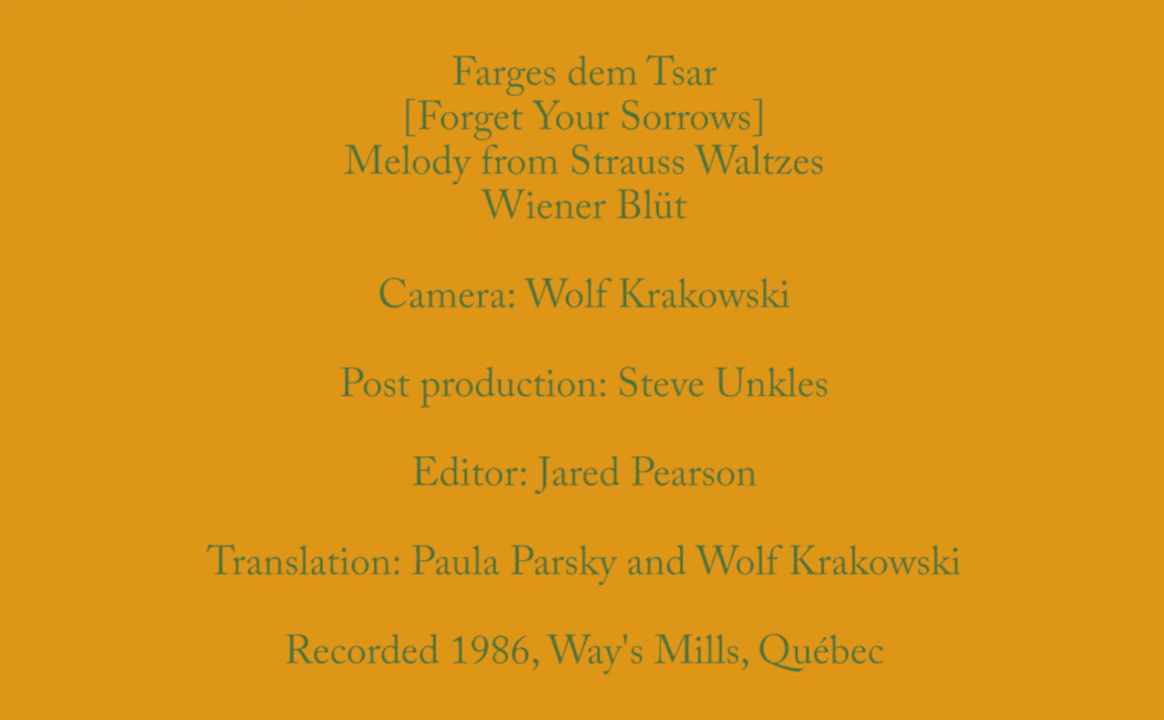 Farges dem Tsar
[Forget Your Sorrows]
Melody from Strauss Waltzes
Wiener Blüt
Camera: Wolf Krakowski
Post production: Steve Unkles
Editor: Jared Pearson
Translation: Paula Parsky and Wolf Krakowski
Recorded 1986, Way's Mills, Québec